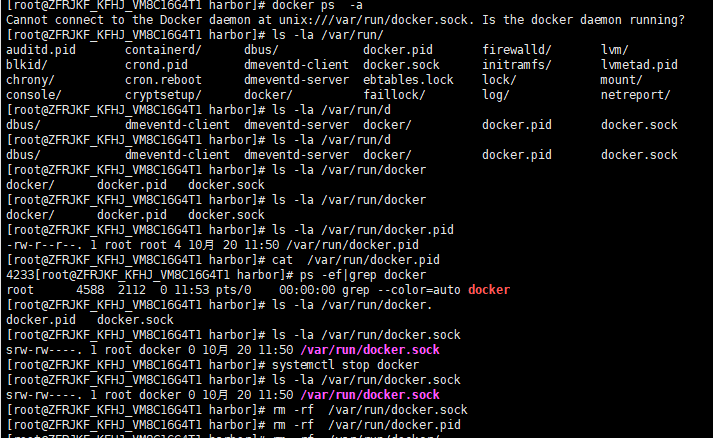 [root@ZFRJKF_KFHJ_VM8C16G4T1 harbor]# docker ps  -a
Cannot connect to the Docker daemon at unix:///var/run/docker.sock. Is the docker daemon running?
[root@ZFRJKF_KFHJ_VM8C16G4T1 harbor]# ls -la /var/run/
auditd.pid       containerd/      dbus/            docker.pid       firewalld/       lvm/
blkid/           crond.pid        dmeventd-client  docker.sock      initramfs/       lvmetad.pid
chrony/          cron.reboot      dmeventd-server  ebtables.lock    lock/            mount/
console/         cryptsetup/      docker/          faillock/        log/             netreport/
[root@ZFRJKF_KFHJ_VM8C16G4T1 harbor]# ls -la /var/run/d
dbus/            dmeventd-client  dmeventd-server  docker/          docker.pid       docker.sock
[root@ZFRJKF_KFHJ_VM8C16G4T1 harbor]# ls -la /var/run/d
dbus/            dmeventd-client  dmeventd-server  docker/          docker.pid       docker.sock
[root@ZFRJKF_KFHJ_VM8C16G4T1 harbor]# ls -la /var/run/docker
docker/      docker.pid   docker.sock
[root@ZFRJKF_KFHJ_VM8C16G4T1 harbor]# ls -la /var/run/docker
docker/      docker.pid   docker.sock
[root@ZFRJKF_KFHJ_VM8C16G4T1 harbor]# ls -la /var/run/docker.pid
-rw-r--r--. 1 root root 4 10月 20 11:50 /var/run/docker.pid
[root@ZFRJKF_KFHJ_VM8C16G4T1 harbor]# cat  /var/run/docker.pid
4233[root@ZFRJKF_KFHJ_VM8C16G4T1 harbor]# ps -ef|grep docker
root      4588  2112  0 11:53 pts/0    00:00:00 grep --color=auto docker
[root@ZFRJKF_KFHJ_VM8C16G4T1 harbor]# ls -la /var/run/docker.
docker.pid   docker.sock
[root@ZFRJKF_KFHJ_VM8C16G4T1 harbor]# ls -la /var/run/docker.sock
srw-rw----. 1 root docker 0 10月 20 11:50 /var/run/docker.sock
[root@ZFRJKF_KFHJ_VM8C16G4T1 harbor]# systemctl stop docker
[root@ZFRJKF_KFHJ_VM8C16G4T1 harbor]# ls -la /var/run/docker.sock
srw-rw----. 1 root docker 0 10月 20 11:50 /var/run/docker.sock
[root@ZFRJKF_KFHJ_VM8C16G4T1 harbor]# rm -rf  /var/run/docker.sock
[root@ZFRJKF_KFHJ_VM8C16G4T1 harbor]# rm -rf  /var/run/docker.pid
[root@ZFRJKF_KFHJ_VM8C16G4T1 harbor]# rm -rf  /var/run/docker/